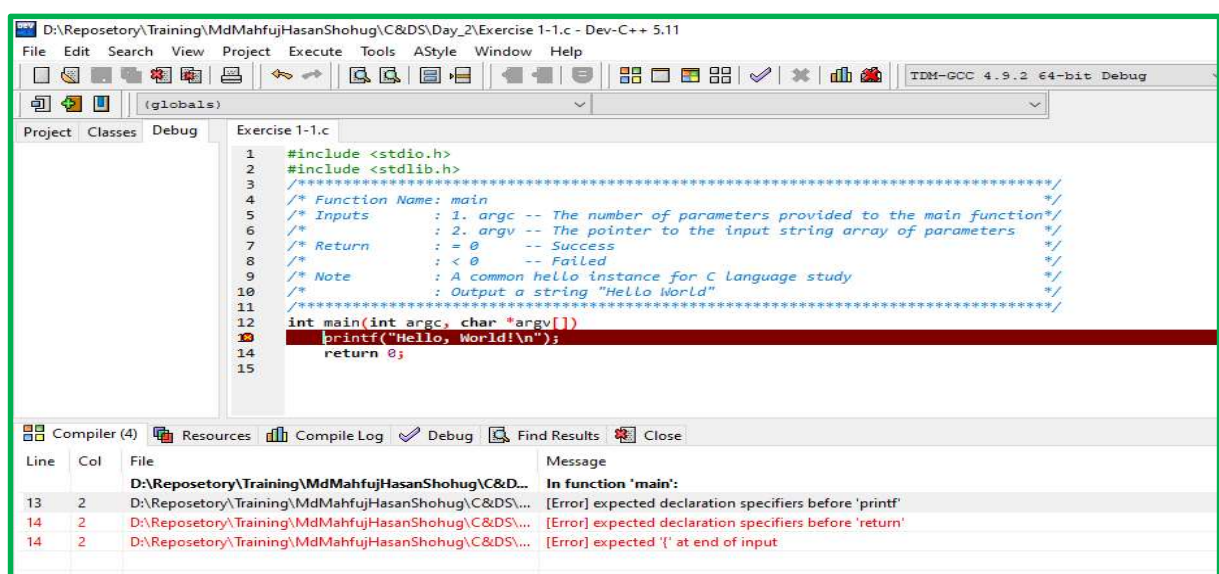 D:\Reposetory\Training\MdMahfujHasanShohug\C&DS\Day_2\Exercise 1-1.c - Dev-C++ 5.11
File Edit Search View Project Execute Tools AStyle Window Help
TDM-GCC 4.9.2 64-bit Debug
(globals)
Project Classes Debug Exercise 1-1.c
1 #include <stdio.h>
2 #include <stdlib.h>
3 /***********************************************************************************/
4 /* Function Name: main */
5 /* Inputs : 1. argc -- The number of parameters provided to the main function*/
6 /* : 2. argv -- The pointer to the input string array of parameters */
7 /* Return : = 0 -- Success */
8 /* : < 0 -- Failed */
9 /* Note : A common hello instance for C language study */
10 /* : Output a string "Hello World" */
11 /***********************************************************************************/
12 int main(int argc, char *argv[])
printf("Hello, World!\n");
14 return 0;
15
Compiler (4) Resources Compile Log Debug Find Results Close
Line Col File Message
D:\Reposetory\Training\MdMahfujHasanShohug\C&D... In function 'main':
13 2 D:\Reposetory\Training\MdMahfujHasanShohug\C&DS\... [Error] expected declaration specifiers before 'printf'
14 2 D:\Reposetory\Training\MdMahfujHasanShohug\C&DS\... [Error] expected declaration specifiers before 'return'
14 2 D:\Reposetory\Training\MdMahfujHasanShohug\C&DS\... [Error] expected '{' at end of input